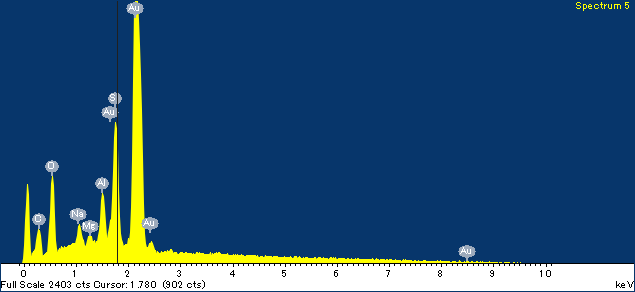 Spectrum 5
Au
Si
Au
O
Al
C
Na
Mg
Au
Au
0 1 2 3 4 5 6 7 8 9 10
Full Scale 2403 cts Cursor: 1.780 (902 cts) keV